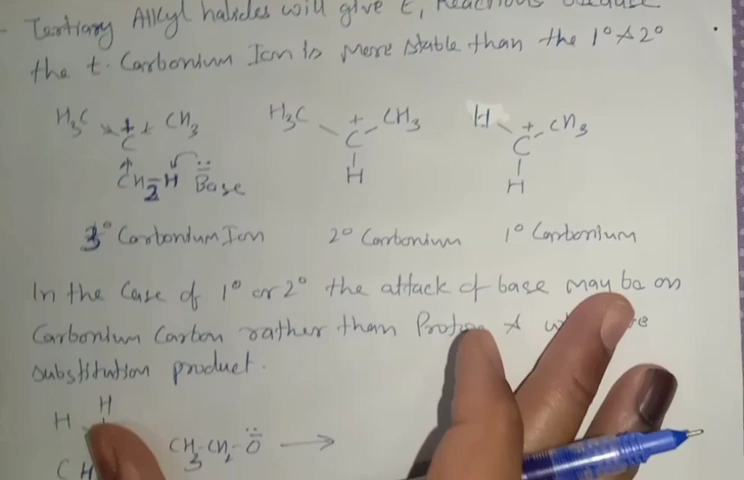 - Tertiary Alkyl halides will give E, Reactions because
the t. Carbonium Ion is More stable than the 1° & 2°
H₃C C + CH₃ H₃C C + CH₃ H C + CH₃
CH₂-H Base H H
3° Carbonium Ion 2° Carbonium 1° Carbonium
In the case of 1° or 2° the attack of base may be on
Carbonium Carbon rather than Proton &
substitution product.
H H
CH CH₃-CH₂-Ö →